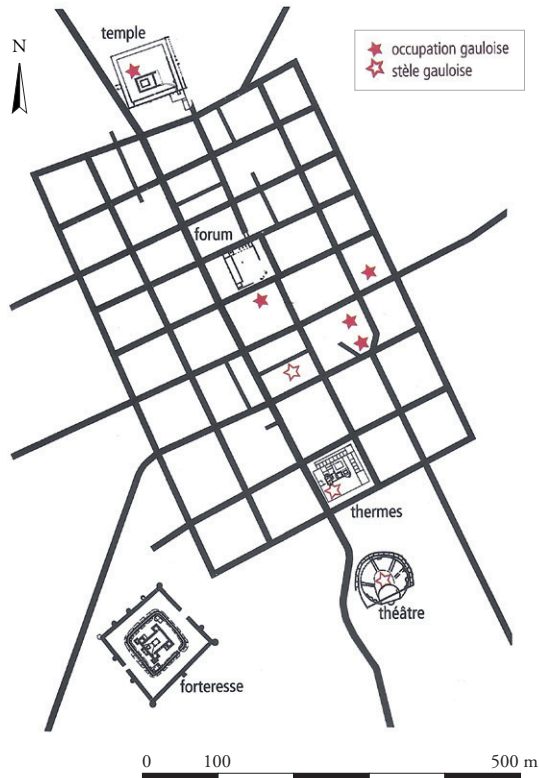 temple
N
occupation gauloise
stèle gauloise
forum
thermes
théâtre
forteresse
0 100 500 m